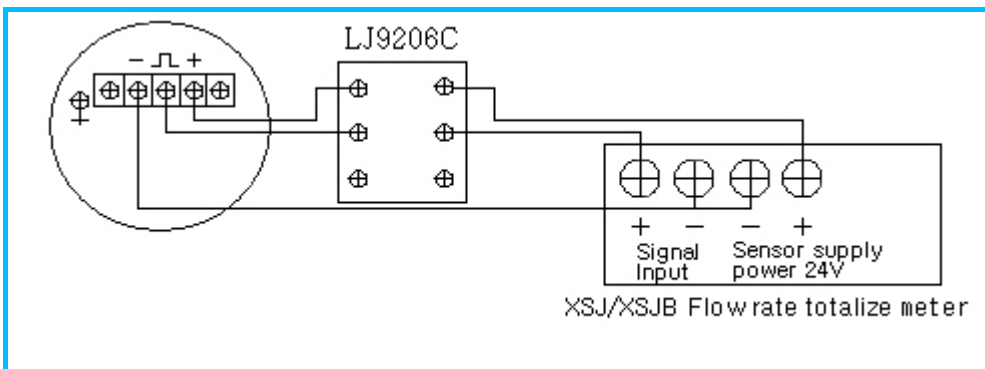 LJ9206C
− ⎍ +
+ − − +
Signal Input
Sensor supply power 24V
XSJ/XSJB Flow rate totalize meter